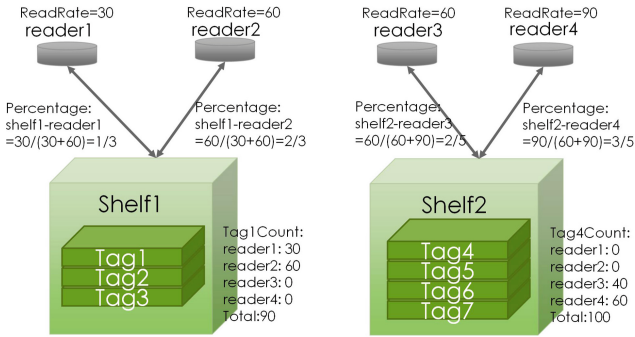 ReadRate=30
reader1
ReadRate=60
reader2
ReadRate=60
reader3
ReadRate=90
reader4
Percentage:
shelf1-reader1
=30/(30+60)=1/3
Percentage:
shelf1-reader2
=60/(30+60)=2/3
Percentage:
shelf2-reader3
=60/(60+90)=2/5
Percentage:
shelf2-reader4
=90/(60+90)=3/5
Shelf1
Tag1
Tag2
Tag3
Tag1Count:
reader1: 30
reader2: 60
reader3: 0
reader4: 0
Total:90
Shelf2
Tag4
Tag5
Tag6
Tag7
Tag4Count:
reader1: 0
reader2: 0
reader3: 40
reader4: 60
Total:100